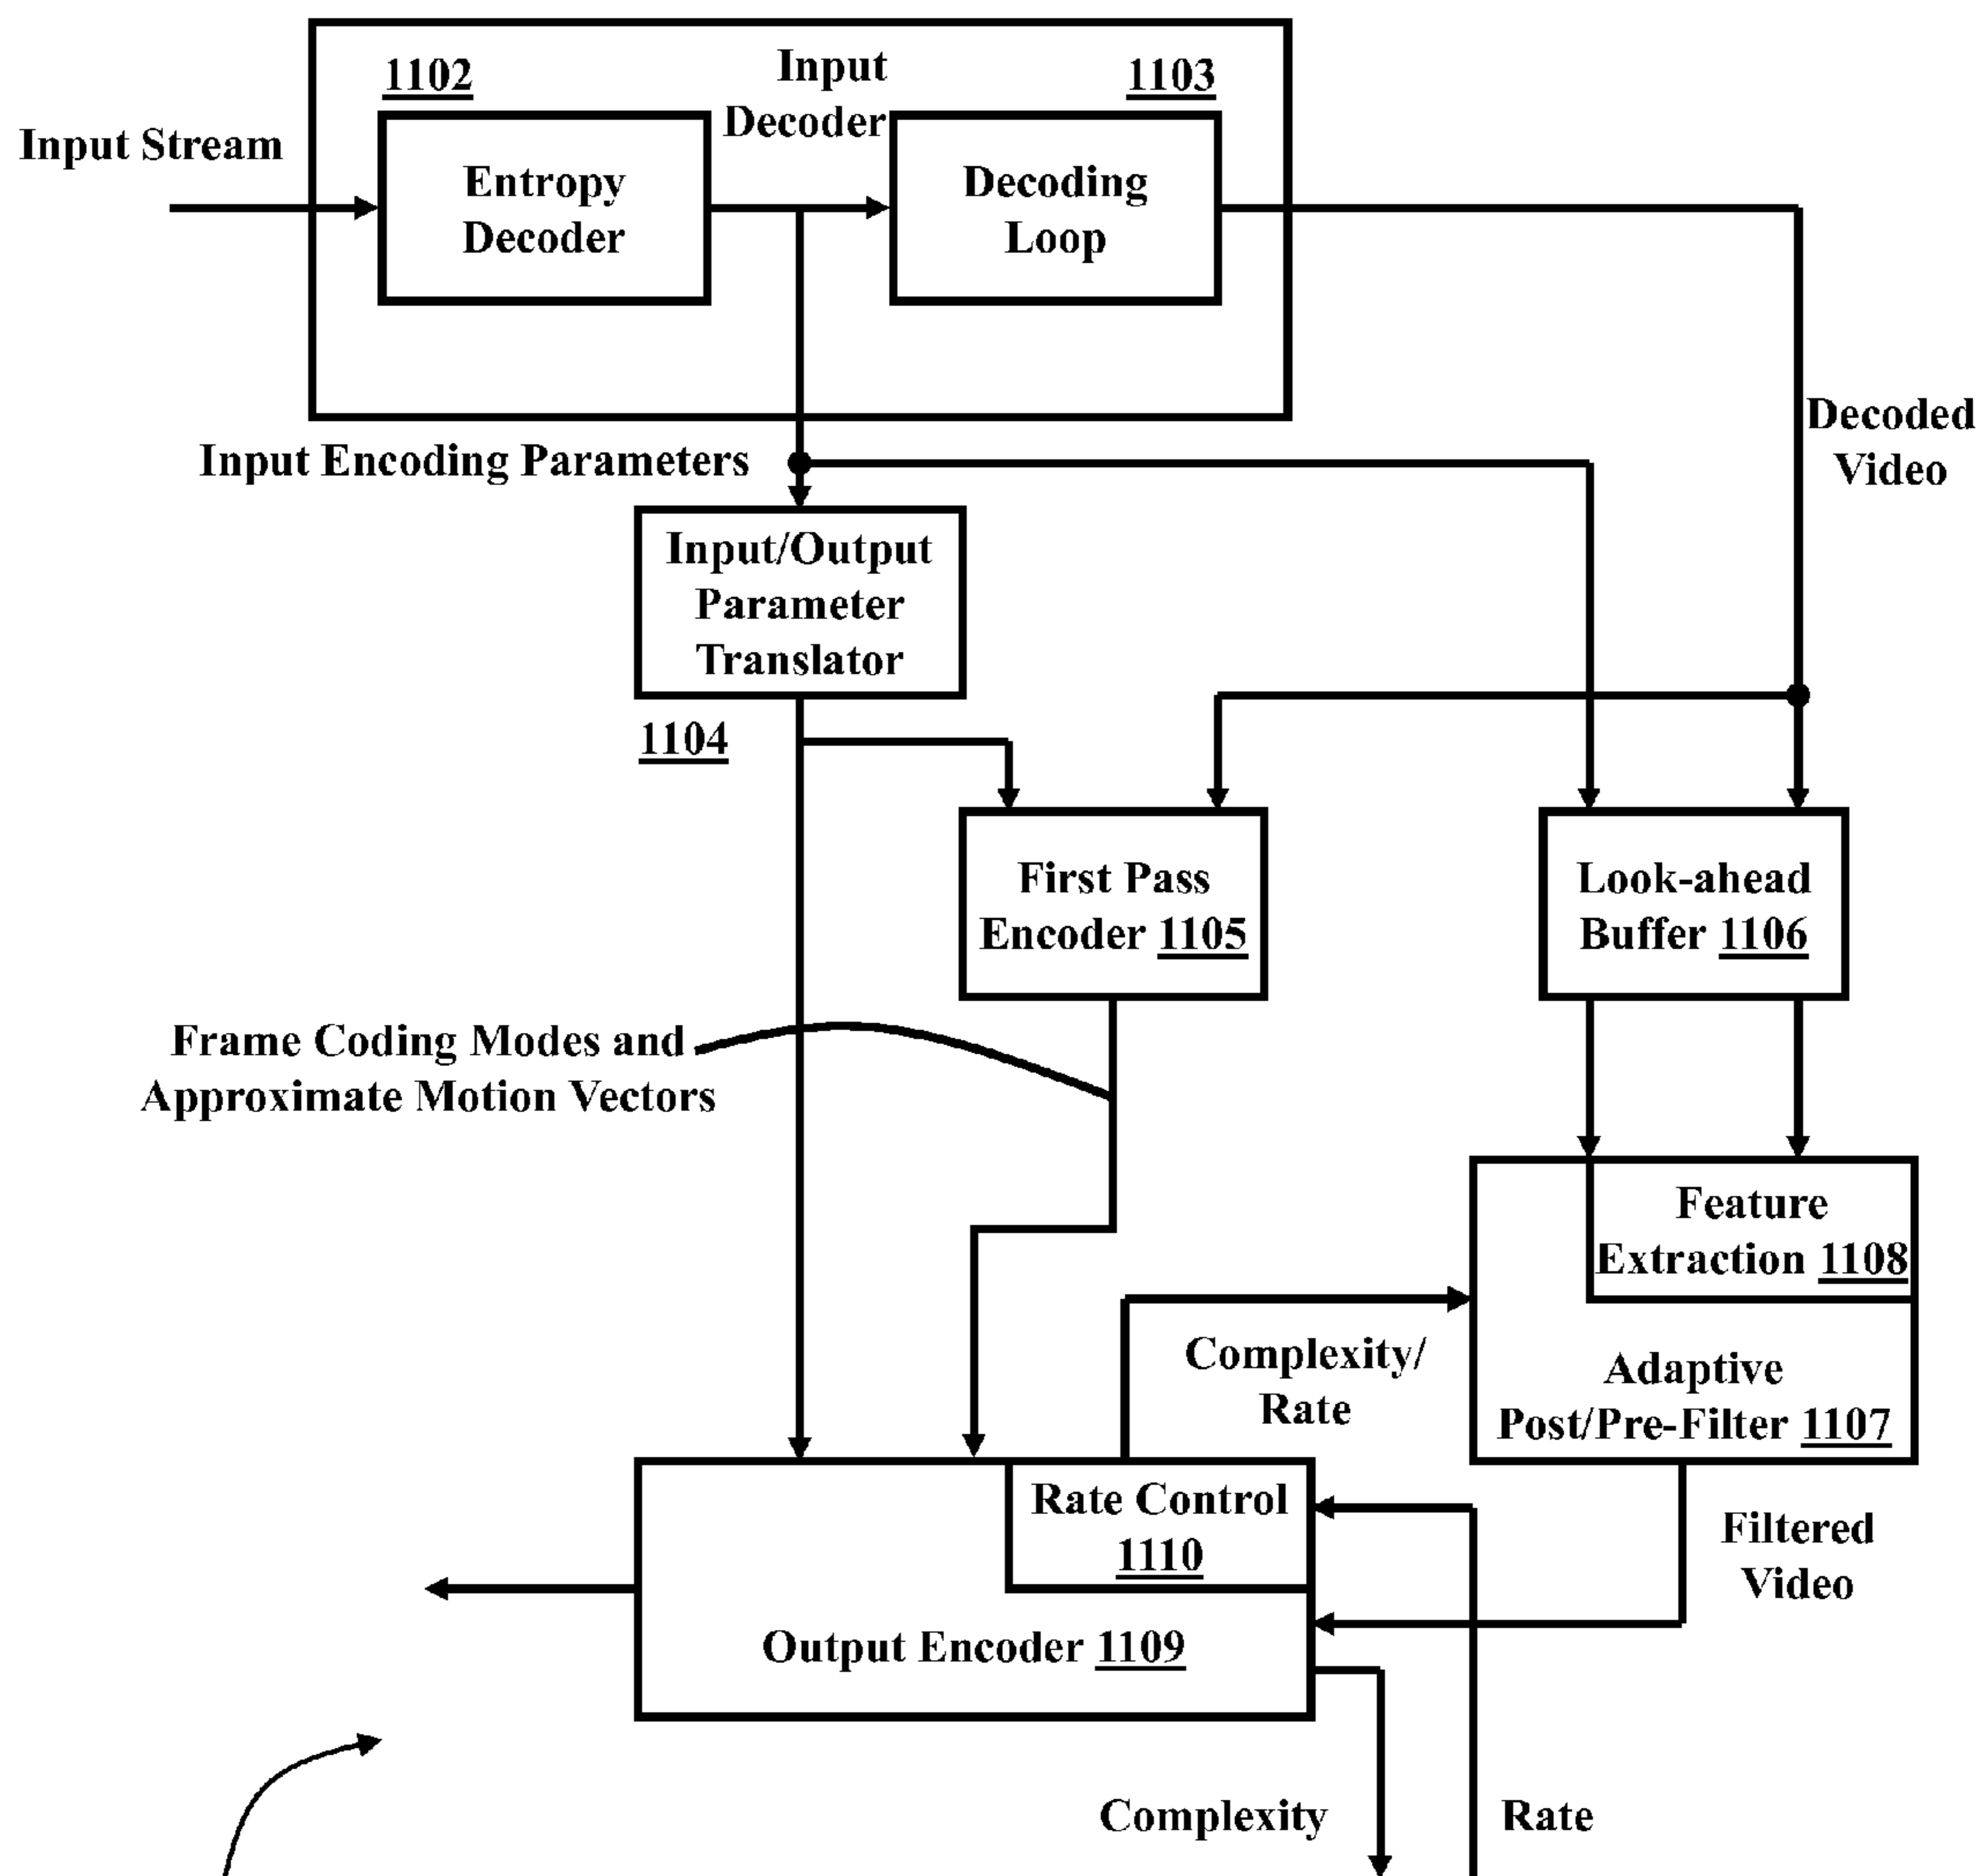 1102
Input
Decoder
1103
Input Stream
Entropy
Decoder
Decoding
Loop
Decoded
Video
Input Encoding Parameters
Input/Output
Parameter
Translator
1104
First Pass
Encoder 1105
Look-ahead
Buffer 1106
Frame Coding Modes and
Approximate Motion Vectors
Feature
Extraction 1108
Complexity/
Rate
Adaptive
Post/Pre-Filter 1107
Rate Control
1110
Filtered
Video
Output Encoder 1109
Complexity
Rate